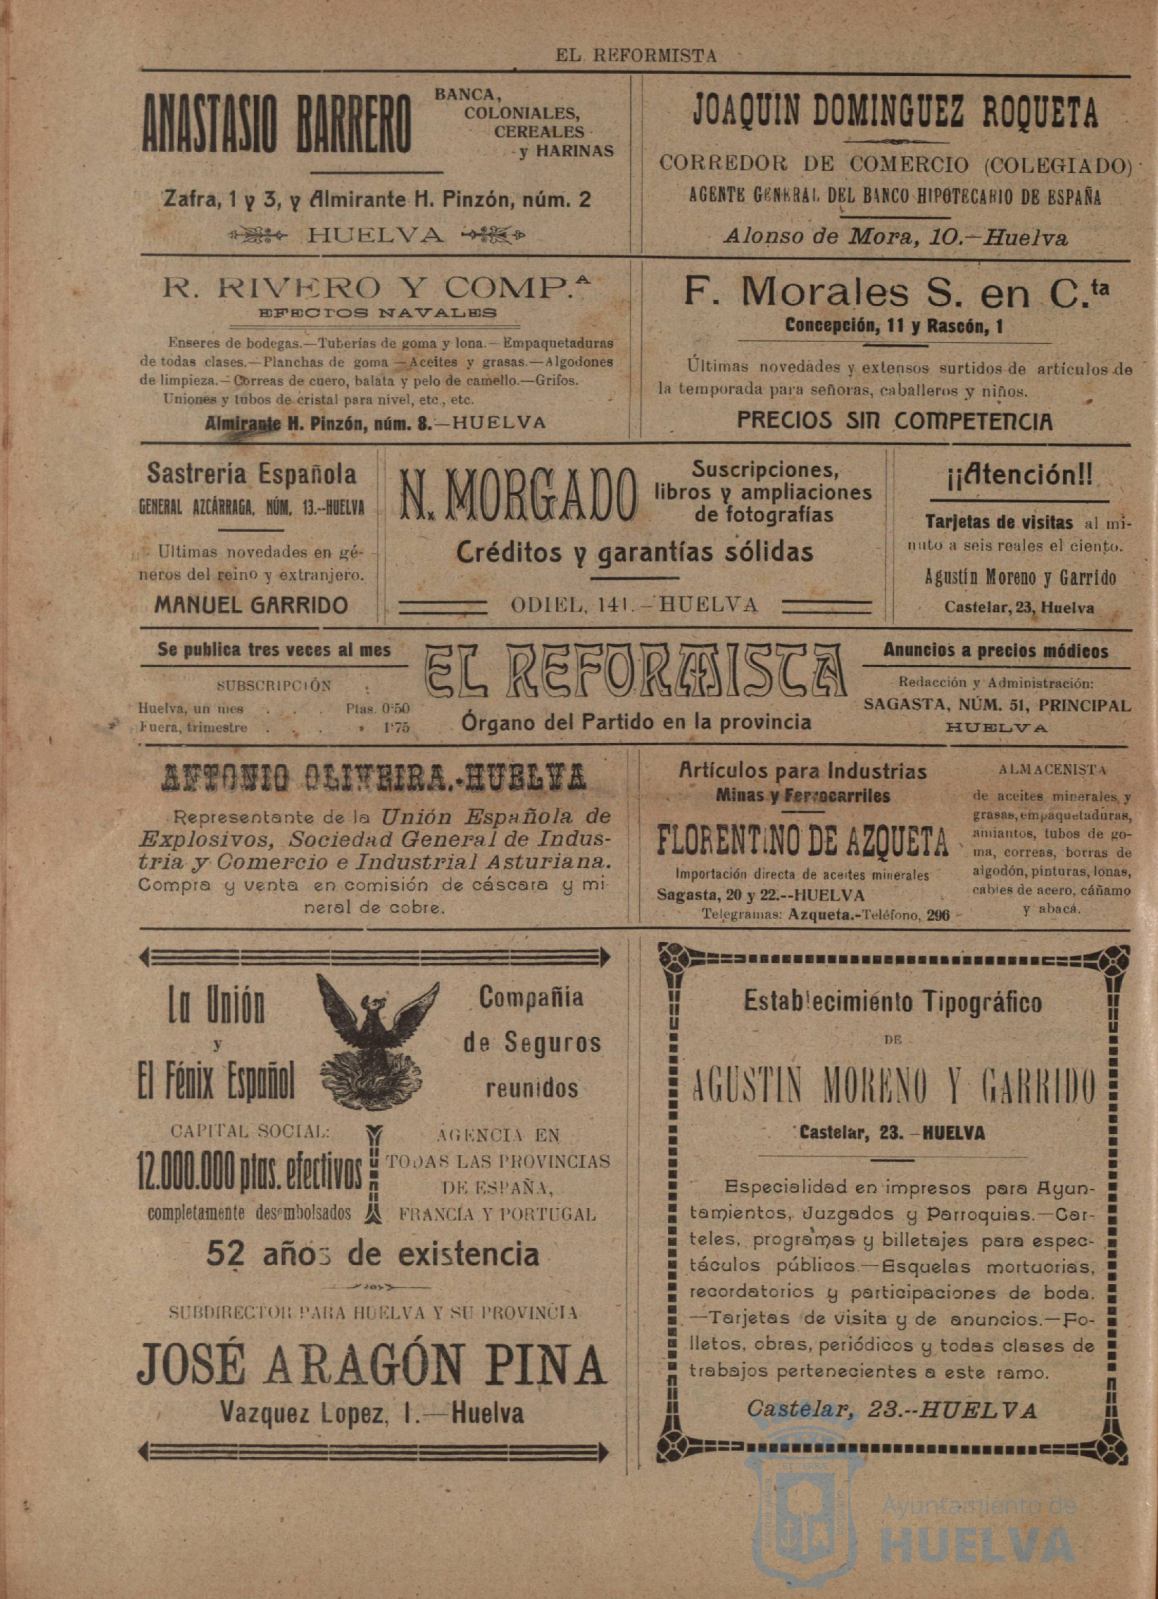 EL REFORMISTA
ANASTASIO BARRERO
BANCA,
COLONIALES,
CEREALES
y HARINAS
Zafra, 1 y 3, y Almirante H. Pinzón, núm. 2
HUELVA
JOAQUIN DOMINGUEZ ROQUETA
CORREDOR DE COMERCIO (COLEGIADO)
AGENTE GENERAL DEL BANCO HIPOTECARIO DE ESPAÑA
Alonso de Mora, 10.—Huelva
R. RIVERO Y COMP.ª
EFECTOS NAVALES
Enseres de bodegas.—Tuberías de goma y lona.—Empaquetaduras
de todas clases.—Planchas de goma—Aceites y grasas.—Algodones
de limpieza.—Correas de cuero, balata y pelo de camello.—Grifos.
Uniones y tubos de cristal para nivel, etc., etc.
Almirante H. Pinzón, núm. 8.—HUELVA
F. Morales S. en C.ta
Concepción, 11 y Rascón, 1
Últimas novedades y extensos surtidos de artículos de
la temporada para señoras, caballeros y niños.
PRECIOS SIN COMPETENCIA
Sastrería Española
GENERAL AZCÁRRAGA, NÚM. 13.--HUELVA
Ultimas novedades en gé-
neros del reino y extranjero.
MANUEL GARRIDO
N. MORGADO
Suscripciones,
libros y ampliaciones
de fotografías
Créditos y garantías sólidas
ODIEL, 141.—HUELVA
¡¡Atención!!
Tarjetas de visitas al mi-
nuto a seis reales el ciento.
Agustín Moreno y Garrido
Castelar, 23, Huelva
Se publica tres veces al mes
SUBSCRIPCIÓN
Huelva, un mes . . . Ptas. 0'50
Fuera, trimestre . . . » 1'75
EL REFORMISTA
Órgano del Partido en la provincia
Anuncios a precios módicos
Redacción y Administración:
SAGASTA, NÚM. 51, PRINCIPAL
HUELVA
ANTONIO OLIVEIRA.-HUELVA
Representante de la Unión Española de
Explosivos, Sociedad General de Indus-
tria y Comercio e Industrial Asturiana.
Compra y venta en comisión de cáscara y mi-
neral de cobre.
Artículos para Industrias
Minas y Ferrocarriles
FLORENTINO DE AZQUETA
Importación directa de aceites minerales
Sagasta, 20 y 22.--HUELVA
Telegramas: Azqueta.-Teléfono, 296
ALMACENISTA
de aceites minerales y
grasas, empaquetaduras,
amiantos, tubos de go-
ma, correas, borras de
algodón, pinturas, lonas,
cables de acero, cáñamo
y abacá.
La Unión
y
El Fénix Español
Compañia
de Seguros
reunidos
CAPITAL SOCIAL:
12.000.000 ptas. efectivos
completamente desembolsados
AGENCIA EN
TODAS LAS PROVINCIAS
DE ESPAÑA,
FRANCÍA Y PORTUGAL
52 años de existencia
SUBDIRECTOR PARA HUELVA Y SU PROVINCIA
JOSÉ ARAGÓN PINA
Vazquez Lopez, 1.—Huelva
Establecimiento Tipográfico
DE
AGUSTIN MORENO Y GARRIDO
Castelar, 23.—HUELVA
Especialidad en impresos para Ayun-
tamientos, Juzgados y Parroquias.—Car-
teles, programas y billetajes para espec-
táculos públicos.—Esquelas mortuorias,
recordatorios y participaciones de boda.
—Tarjetas de visita y de anuncios.—Fo-
lletos, obras, periódicos y todas clases de
trabajos pertenecientes a este ramo.
Castelar, 23.--HUELVA
Ayuntamiento de
HUELVA